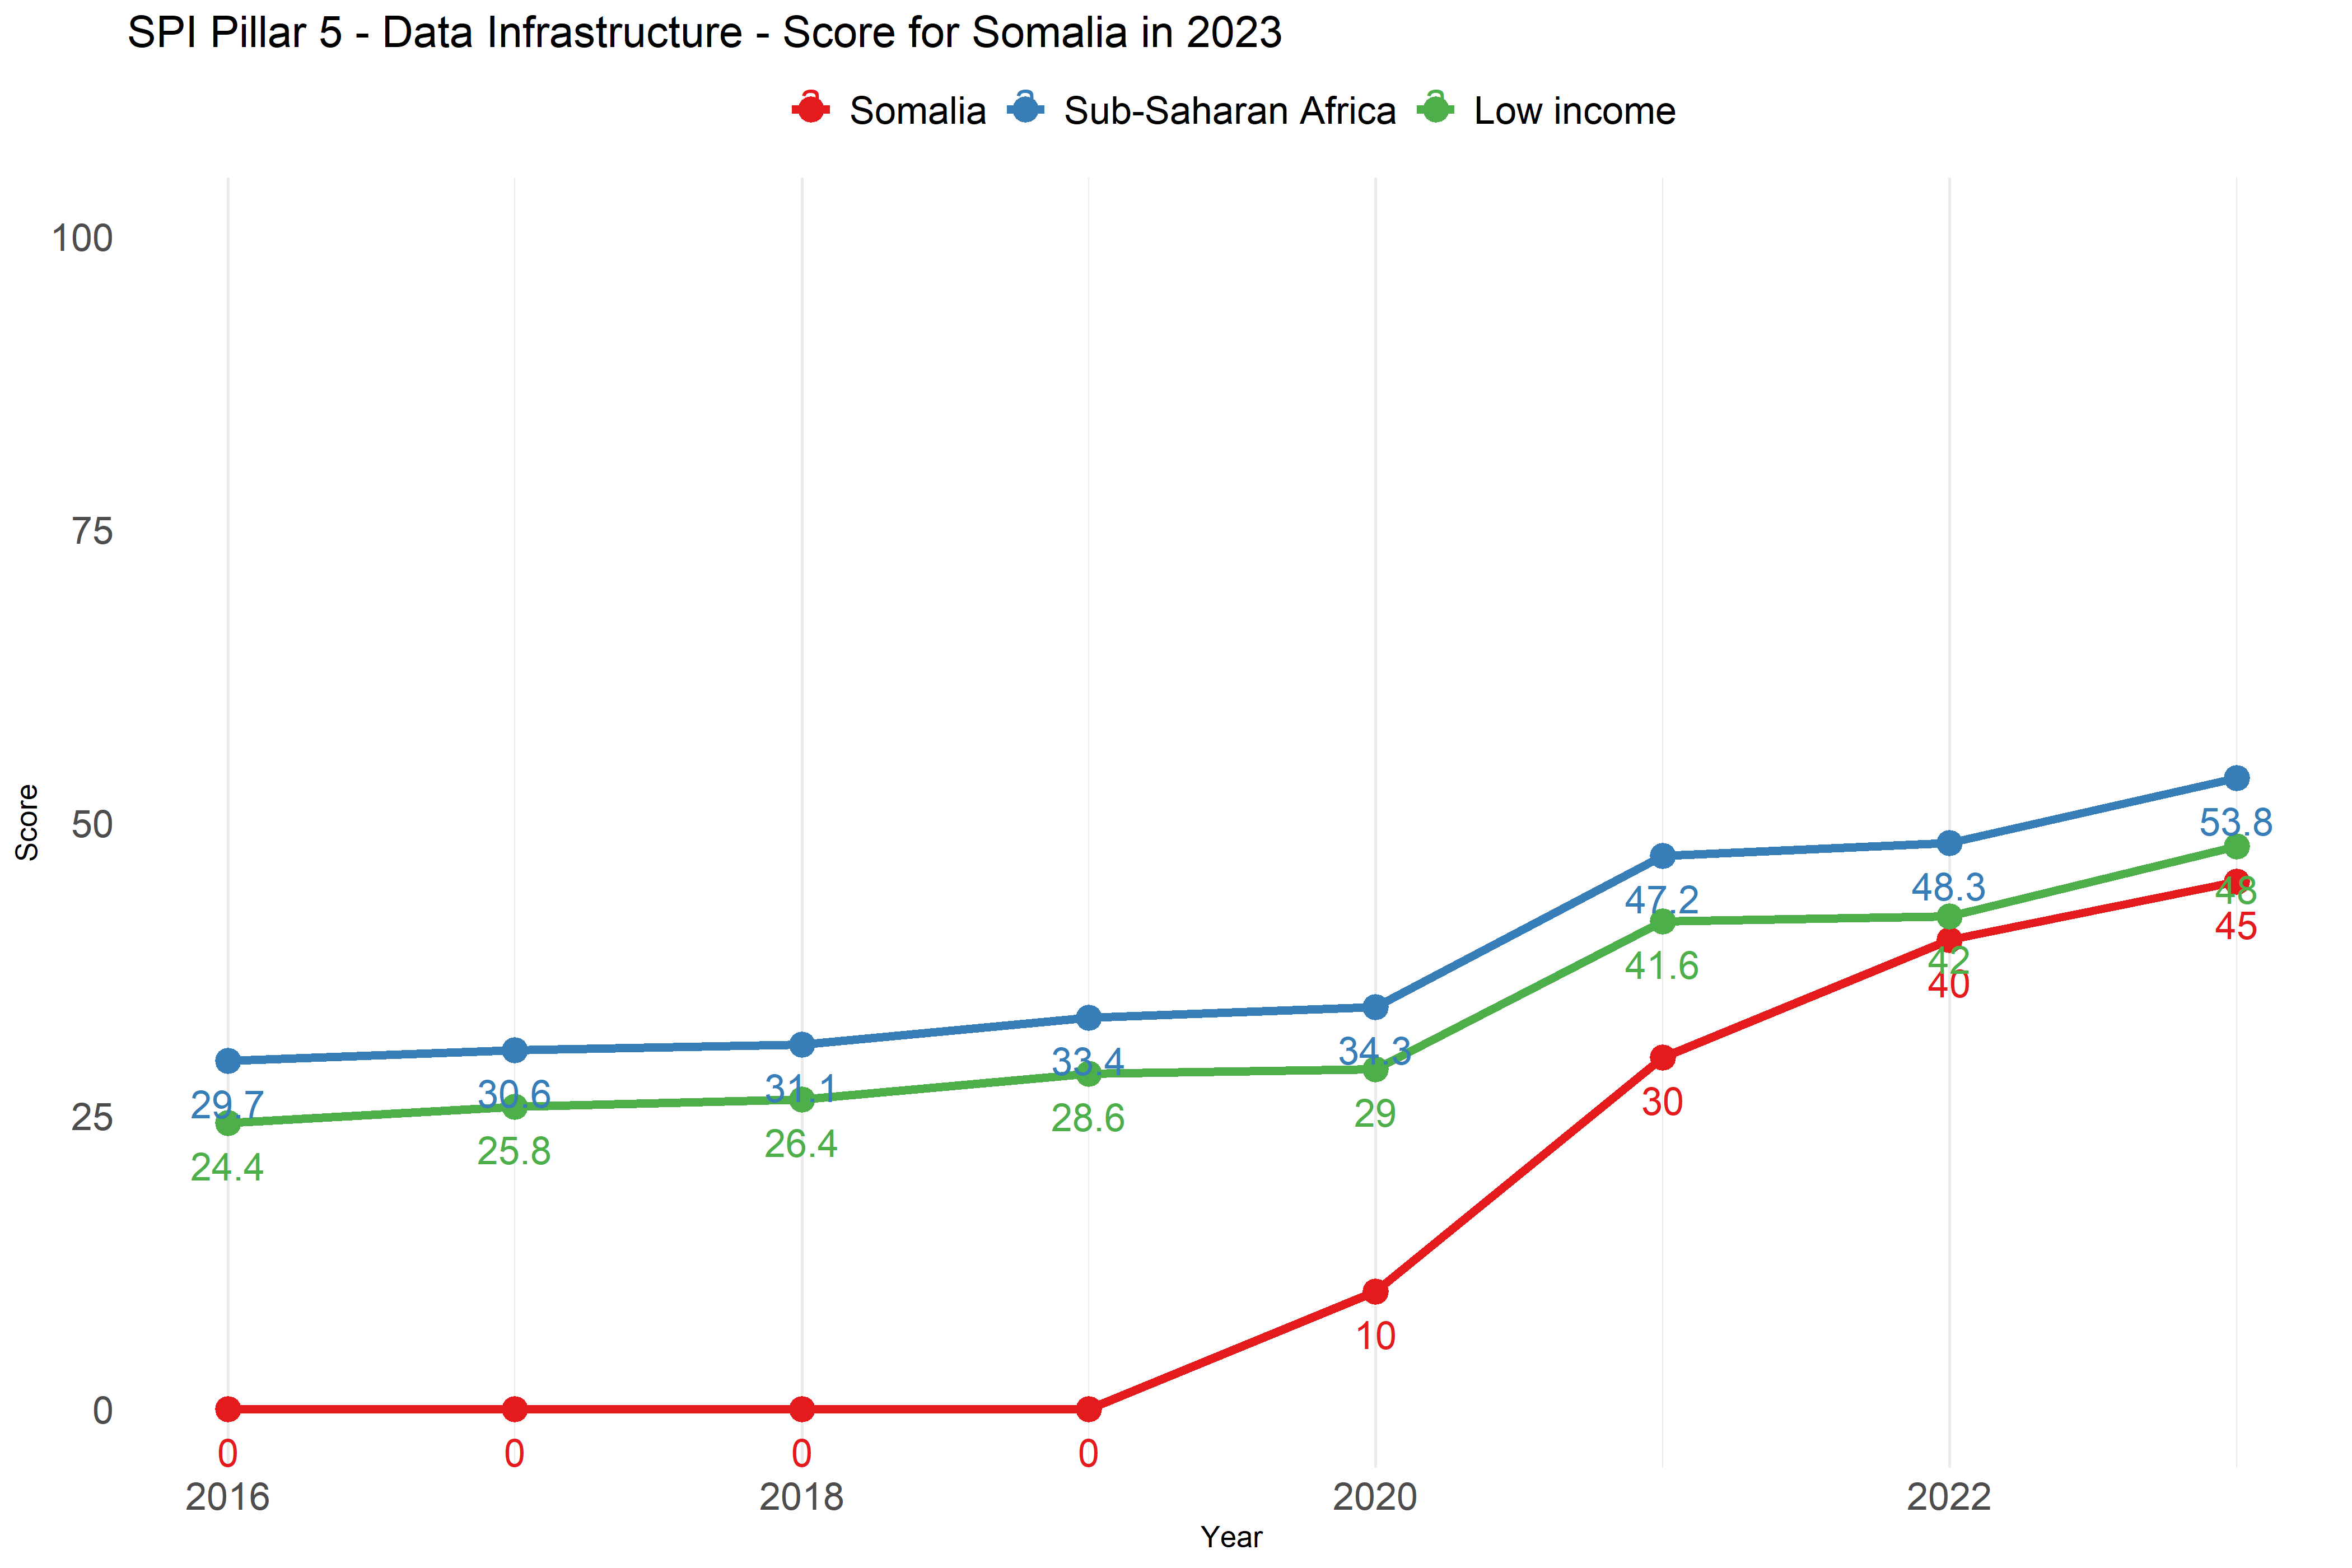 SPI Pillar 5 - Data Infrastructure - Score for Somalia in 2023
Somalia Sub-Saharan Africa Low income
100
75
50
25
0
Score
29.7 30.6 31.1 33.4 34.3 47.2 48.3 53.8
24.4 25.8 26.4 28.6 29 41.6 42 48
0 0 0 0 10 30 40 45
2016 2018 2020 2022
Year